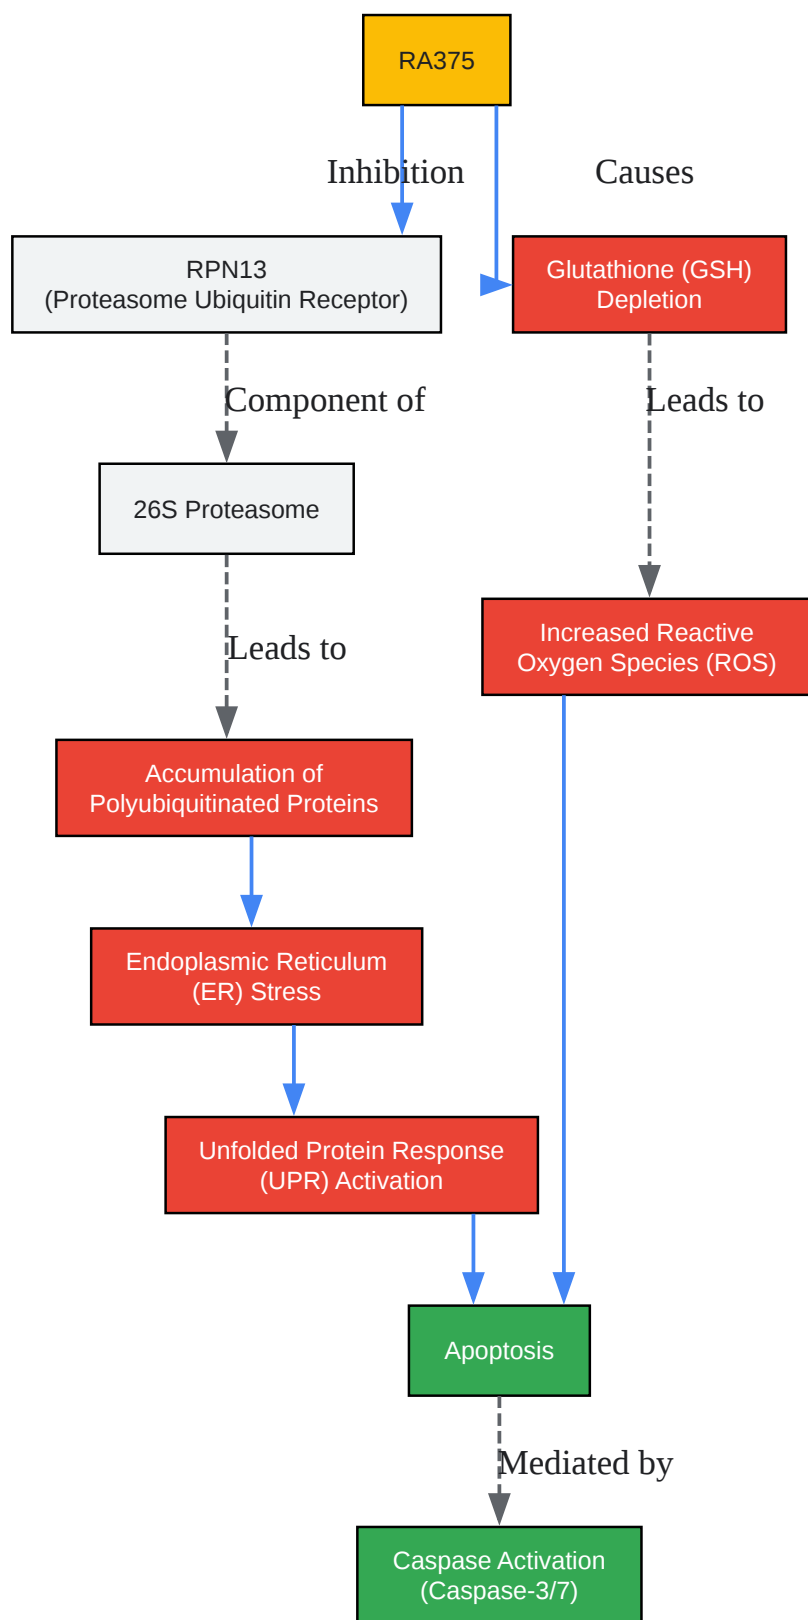 RA375
Inhibition
Causes
RPN13
(Proteasome Ubiquitin Receptor)
Glutathione (GSH)
Depletion
Component of
Leads to
26S Proteasome
Increased Reactive
Oxygen Species (ROS)
Leads to
Accumulation of
Polyubiquitinated Proteins
Endoplasmic Reticulum
(ER) Stress
Unfolded Protein Response
(UPR) Activation
Apoptosis
Mediated by
Caspase Activation
(Caspase-3/7)